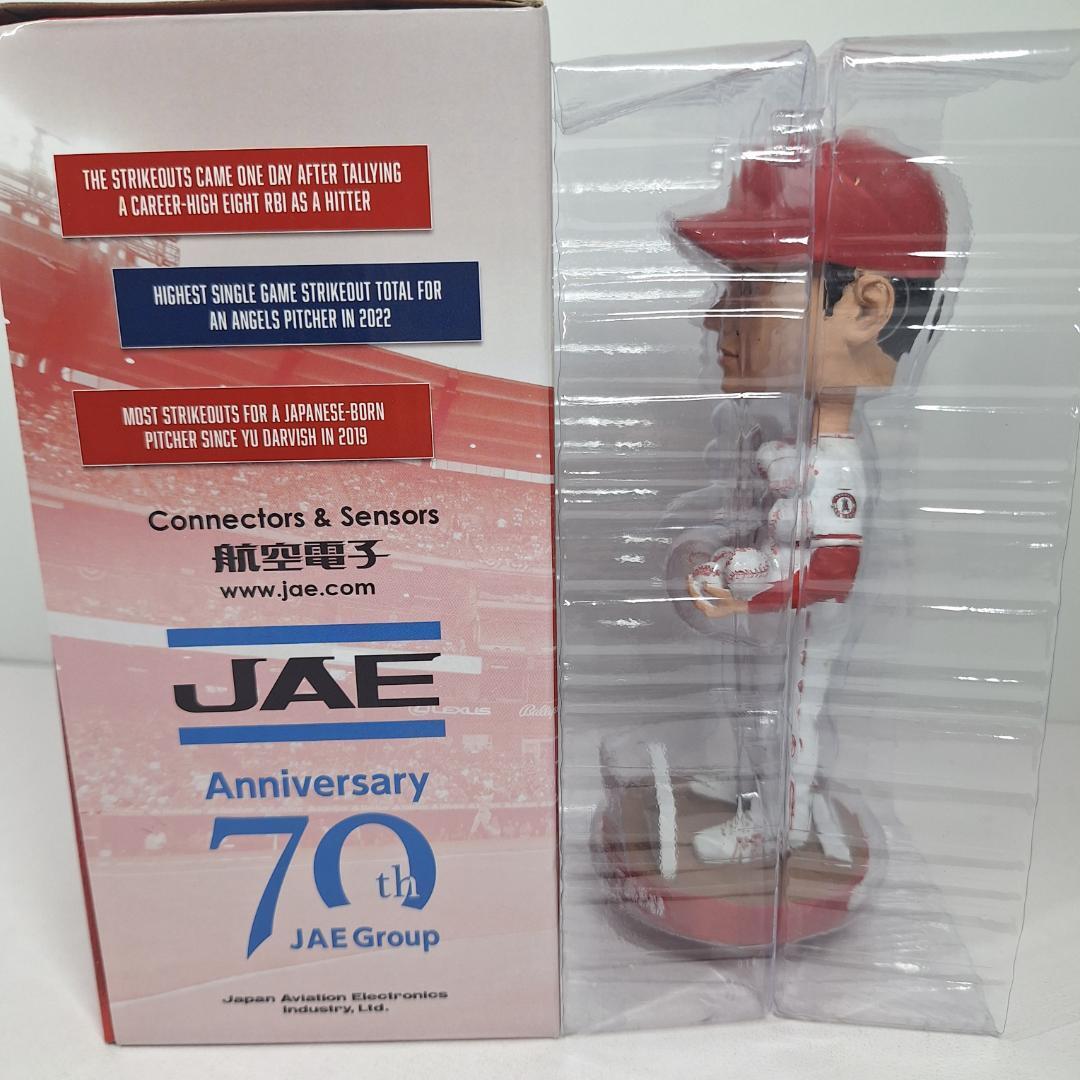 THE STRIKEOUTS CAME ONE DAY AFTER TALLYING
A CAREER-HIGH EIGHT RBI AS A HITTER
HIGHEST SINGLE GAME STRIKEOUT TOTAL FOR
AN ANGELS PITCHER IN 2022
MOST STRIKEOUTS FOR A JAPANESE-BORN
PITCHER SINCE YU DARVISH IN 2019
Connectors & Sensors
航空電子
www.jae.com
JAE
LEXUS Bally
Anniversary
70th
JAE Group
Japan Aviation Electronics
Industry, Ltd.
A